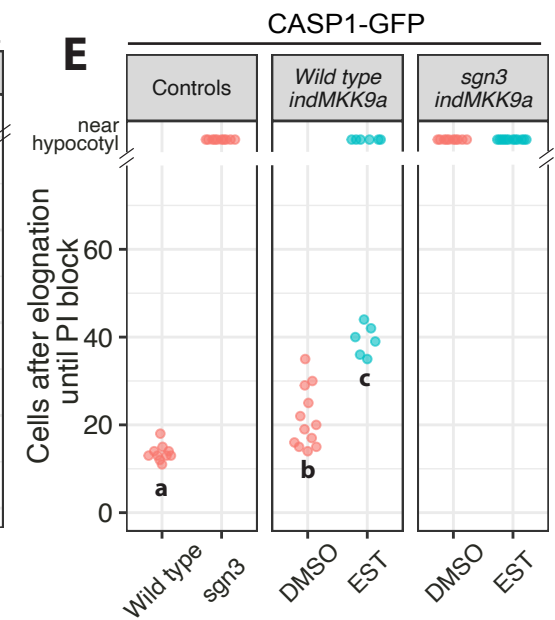 CASP1-GFP
E
Controls
Wild type
indMKK9a
sgn3
indMKK9a
near
hypocotyl
Cells after elognation
until PI block
60
40
20
0
a
b
c
Wild type
sgn3
DMSO
EST
DMSO
EST